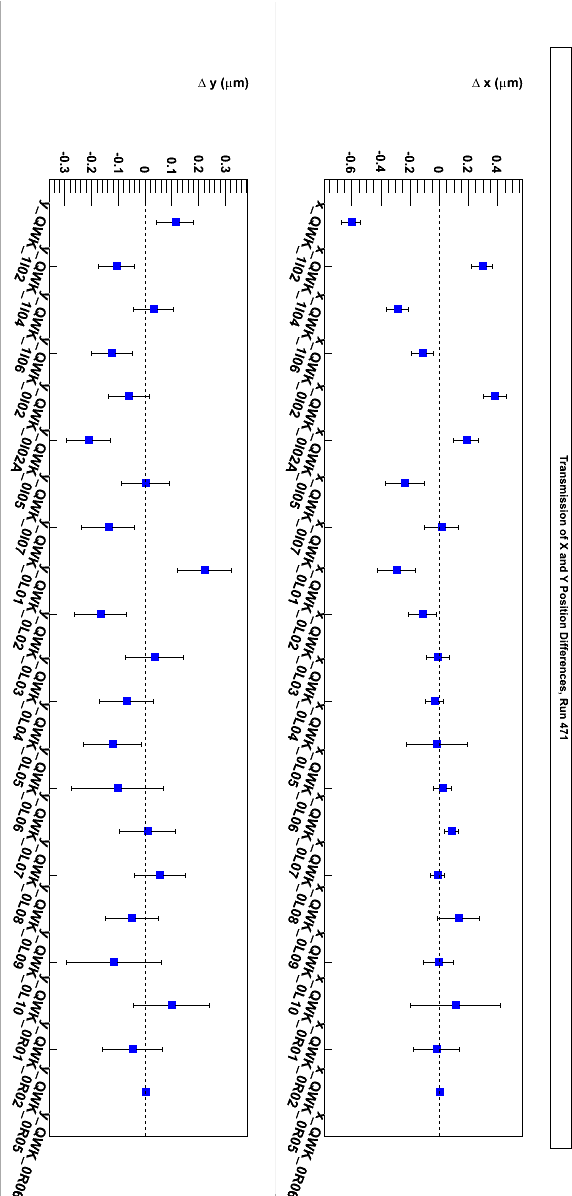 Transmission of X and Y Position Differences, Run 471
Δ x (μm)
0.4
0.2
0
-0.2
-0.4
-0.6
x_QWK_1I02
x_QWK_1I04
x_QWK_1I06
x_QWK_0I02
x_QWK_0I02A
x_QWK_0I05
x_QWK_0I07
x_QWK_0L01
x_QWK_0L02
x_QWK_0L03
x_QWK_0L04
x_QWK_0L05
x_QWK_0L06
x_QWK_0L07
x_QWK_0L08
x_QWK_0L09
x_QWK_0L10
x_QWK_0R01
x_QWK_0R02
x_QWK_0R05
x_QWK_0R06
Δ y (μm)
0.3
0.2
0.1
0
-0.1
-0.2
-0.3
y_QWK_1I02
y_QWK_1I04
y_QWK_1I06
y_QWK_0I02
y_QWK_0I02A
y_QWK_0I05
y_QWK_0I07
y_QWK_0L01
y_QWK_0L02
y_QWK_0L03
y_QWK_0L04
y_QWK_0L05
y_QWK_0L06
y_QWK_0L07
y_QWK_0L08
y_QWK_0L09
y_QWK_0L10
y_QWK_0R01
y_QWK_0R02
y_QWK_0R05
y_QWK_0R06